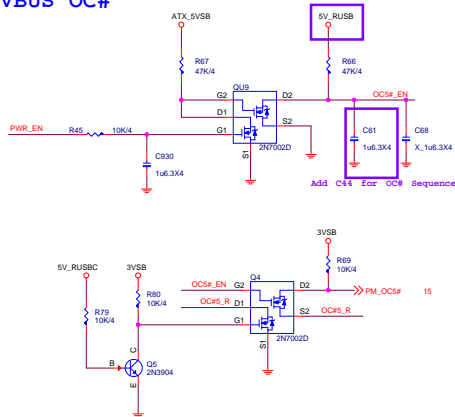 VBUS OC#
ATX_5VSB
5V_RUSB
R67
47K/4
R66
47K/4
QU9
G2
D2
OC5#_EN
D1
S2
PWR_EN
R45
10K/4
G1
S1
2N7002D
C930
1u6.3X4
C61
1u6.3X4
C68
X_1u6.3X4
Add C44 for OC# Sequence
3VSB
R69
10K/4
5V_RUSBC
3VSB
R80
10K/4
R79
10K/4
Q4
OC5#_EN
G2
D2
PM_OC5#
15
OC#5_R
D1
S2
OC#5_R
G1
S1
2N7002D
C
B
E
Q5
2N3904